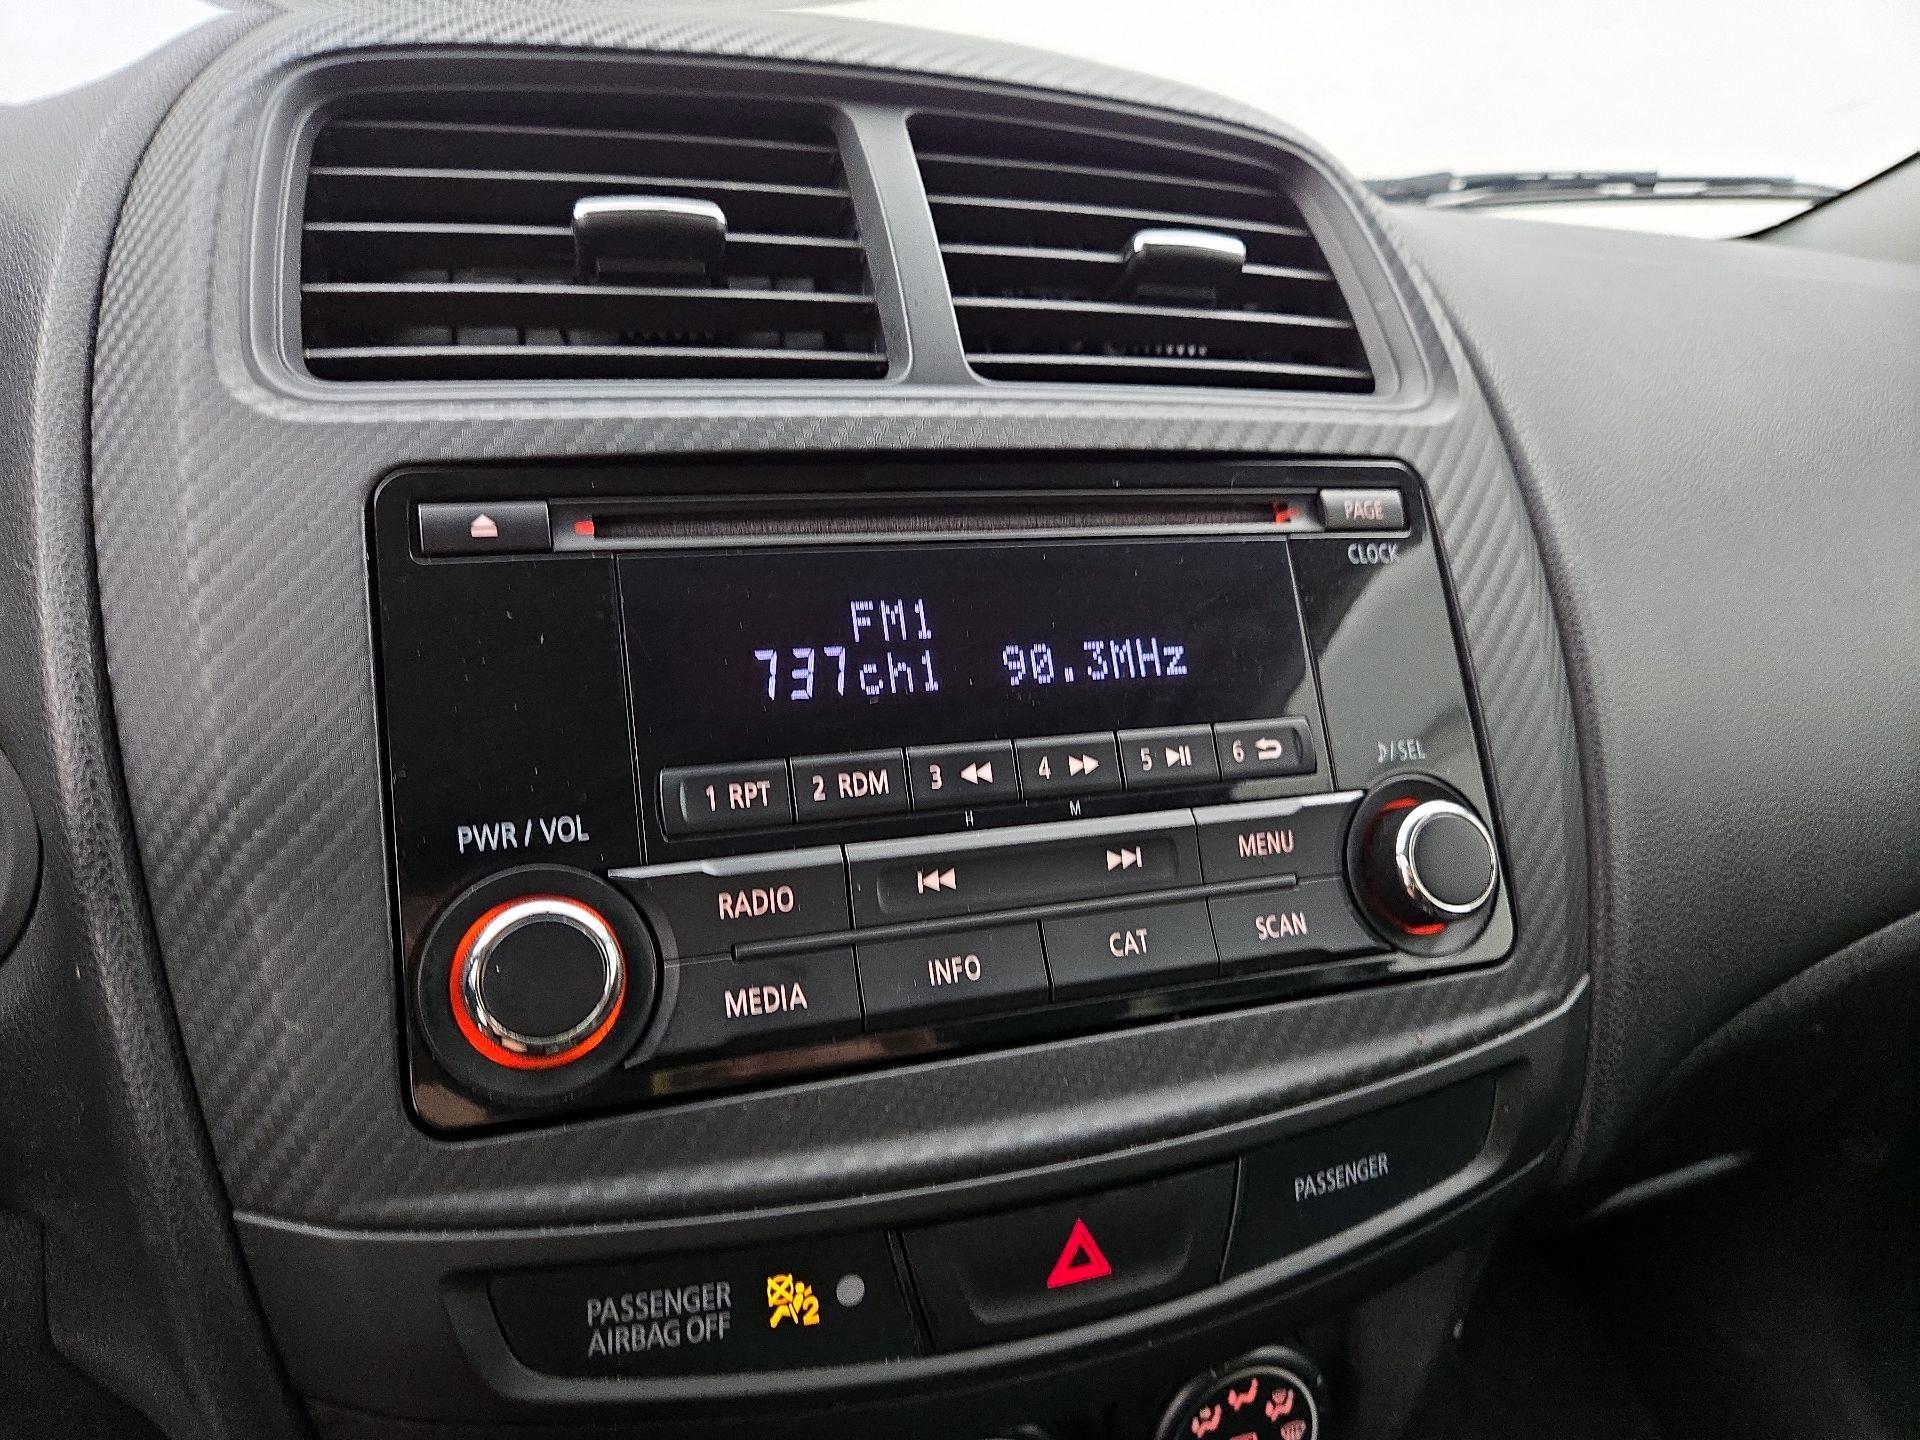 PAGE
CLOCK
FM1
737ch1 90.3MHz
♪/SEL
1 RPT 2 RDM 3 4 5 6
H M
PWR / VOL
RADIO MENU
MEDIA INFO CAT SCAN
PASSENGER
PASSENGER
AIRBAG OFF
2